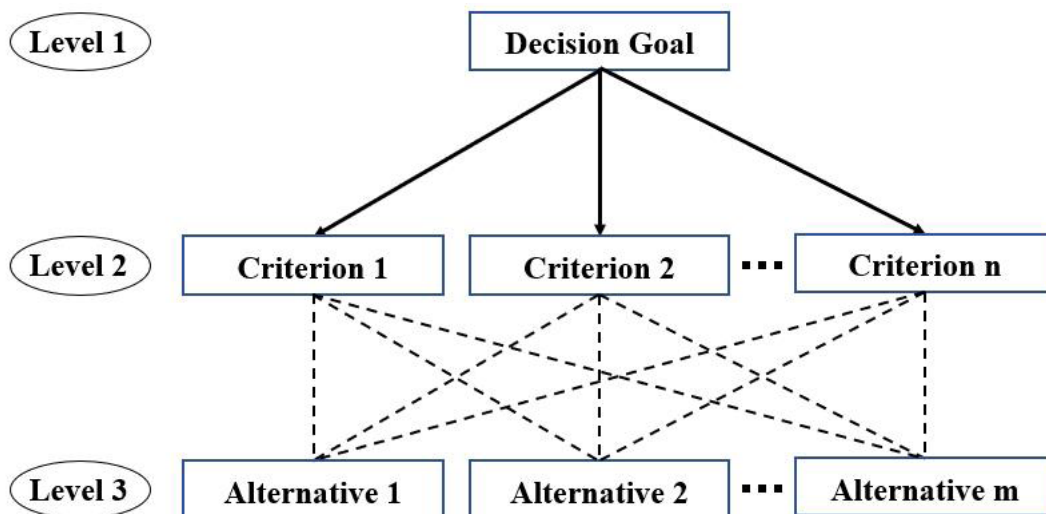 Level 1
Decision Goal
Level 2
Criterion 1
Criterion 2
...
Criterion n
Level 3
Alternative 1
Alternative 2
...
Alternative m